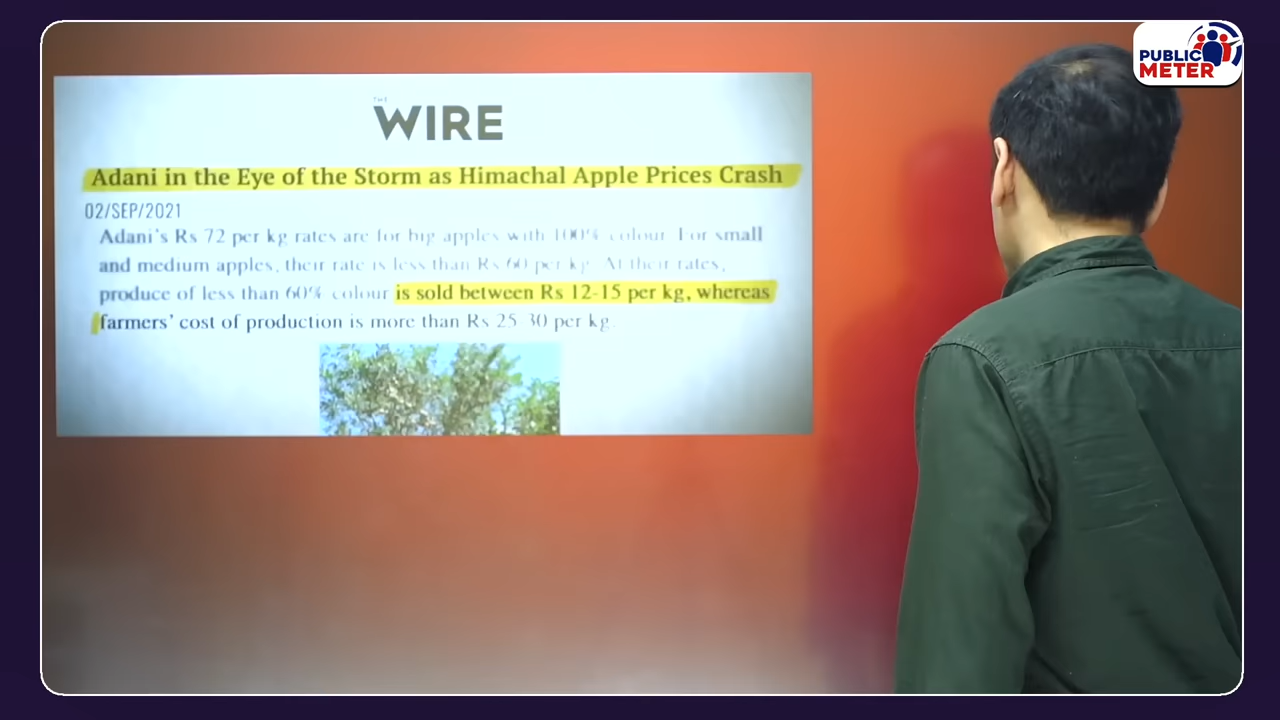 PUBLIC
METER
THE
WIRE
Adani in the Eye of the Storm as Himachal Apple Prices Crash
02/SEP/2021
Adani's Rs 72 per kg rates are for big apples with 100% colour. For small
and medium apples, their rate is less than Rs 60 per kg. At their rates,
produce of less than 60% colour is sold between Rs 12-15 per kg, whereas
farmers' cost of production is more than Rs 25-30 per kg.